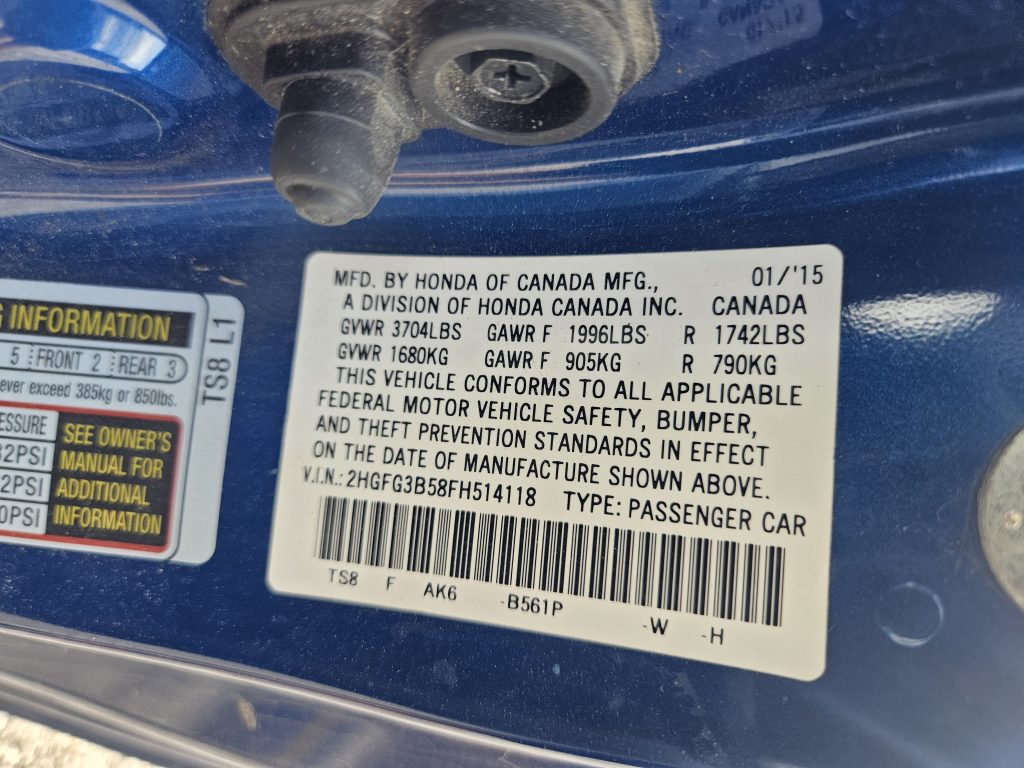 MFD. BY HONDA OF CANADA MFG., 01/'15
A DIVISION OF HONDA CANADA INC. CANADA
GVWR 3704LBS GAWR F 1996LBS R 1742LBS
GVWR 1680KG GAWR F 905KG R 790KG
THIS VEHICLE CONFORMS TO ALL APPLICABLE
FEDERAL MOTOR VEHICLE SAFETY, BUMPER,
AND THEFT PREVENTION STANDARDS IN EFFECT
ON THE DATE OF MANUFACTURE SHOWN ABOVE.
V.I.N.: 2HGFG3B58FH514118 TYPE: PASSENGER CAR
TS8 F AK6 -B561P -W -H
INFORMATION
5 FRONT 2 REAR 3
exceed 385kg or 850lbs.
TS8 L1
SEE OWNER'S
MANUAL FOR
ADDITIONAL
INFORMATION